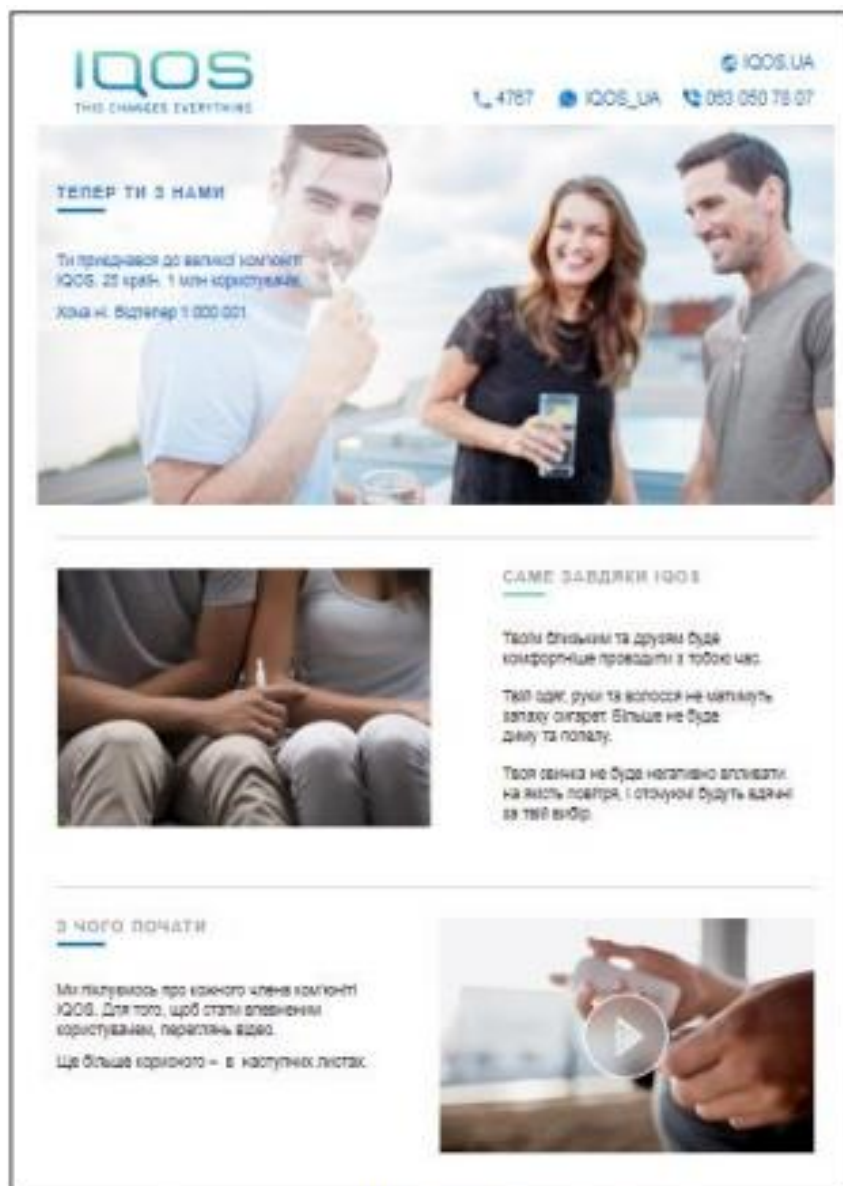 IQOS
THIS CHANGES EVERYTHING
IQOS.UA
4767 IQOS_UA 063 050 78 07
ТЕПЕР ТИ З НАМИ
Ти приєднався до великої ком'юніті
IQOS. 25 країн. 1 млн користувачів.
Хоча ні. Відтепер 1 000 001.
САМЕ ЗАВДЯКИ IQOS
Твоїм близьким та друзям буде
комфортніше проводити з тобою час.
Твій одяг, руки та волосся не матимуть
запаху сигарет. Більше не буде
диму та попелу.
Твоя звичка не буде негативно впливати
на якість повітря, і оточуючі будуть вдячні
за твій вибір.
З ЧОГО ПОЧАТИ
Ми піклуємось про кожного члена ком'юніті
IQOS. Для того, щоб стати впевненим
користувачем, переглянь відео.
Ще більше корисного – в наступних листах.